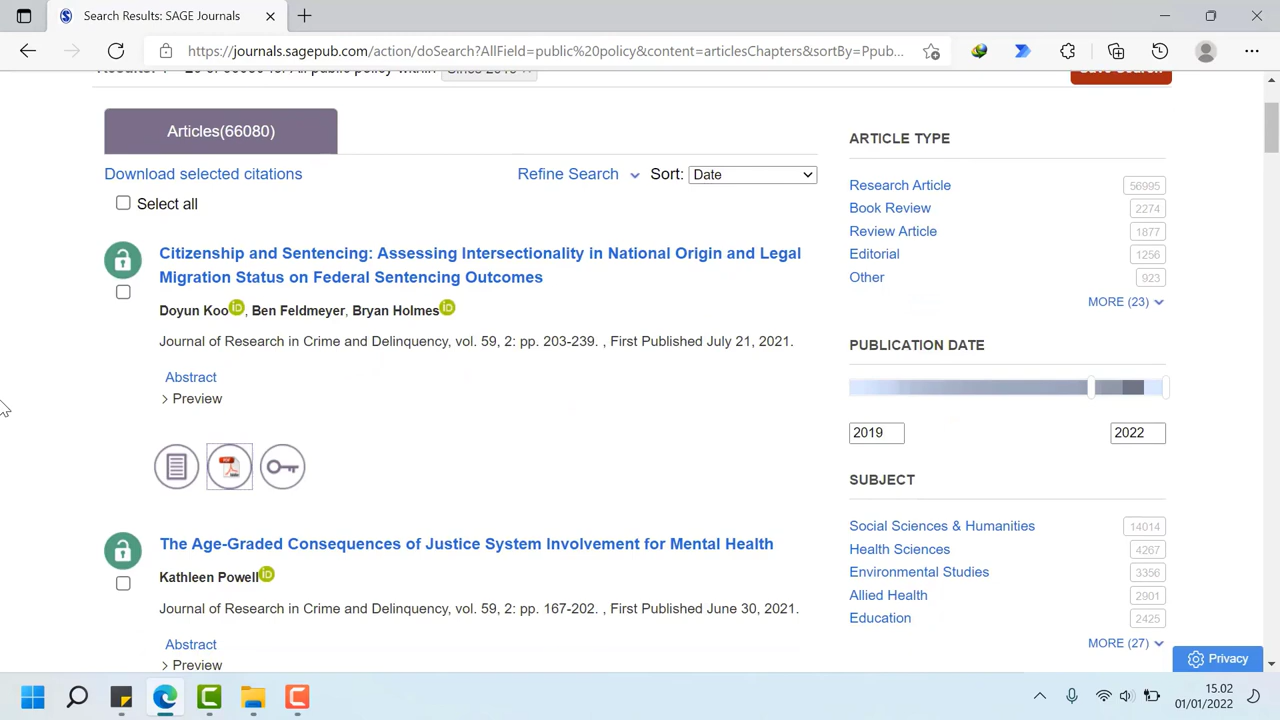 Search Results: SAGE Journals
https://journals.sagepub.com/action/doSearch?AllField=public%20policy&content=articlesChapters&sortBy=Ppub...
Articles(66080)
Download selected citations
Refine Search
Sort: Date
Select all
Citizenship and Sentencing: Assessing Intersectionality in National Origin and Legal
Migration Status on Federal Sentencing Outcomes
Doyun Koo iD, Ben Feldmeyer, Bryan Holmes iD
Journal of Research in Crime and Delinquency, vol. 59, 2: pp. 203-239. , First Published July 21, 2021.
Abstract
> Preview
PDF
The Age-Graded Consequences of Justice System Involvement for Mental Health
Kathleen Powell iD
Journal of Research in Crime and Delinquency, vol. 59, 2: pp. 167-202. , First Published June 30, 2021.
Abstract
> Preview
ARTICLE TYPE
Research Article 56995
Book Review 2274
Review Article 1877
Editorial 1256
Other 923
MORE (23)
PUBLICATION DATE
2019 2022
SUBJECT
Social Sciences & Humanities 14014
Health Sciences 4267
Environmental Studies 3356
Allied Health 2901
Education 2425
MORE (27)
Privacy
15.02
01/01/2022